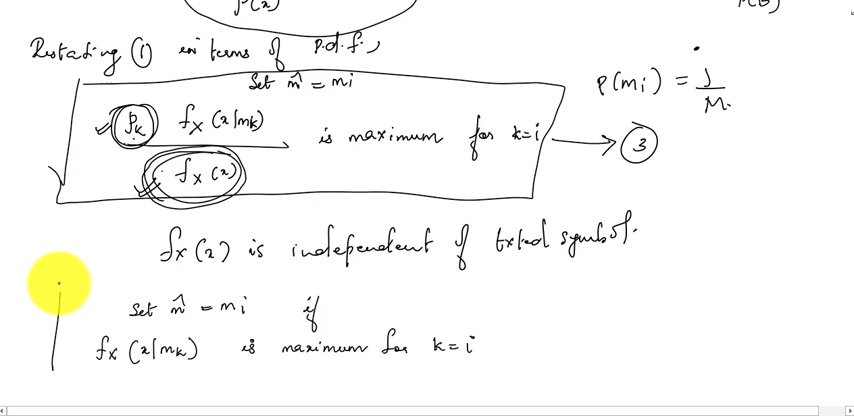 P(x)
P(B)
Restating (1) in terms of p.d.f.,
Set m̂ = mi
pk fX (x|mk)
fX (x)
is maximum for k=i
3
P(mi) = 1
M.
fX (x) is independent of txted symbol.
Set m̂ = mi if
fX (x|mk) is maximum for k=i